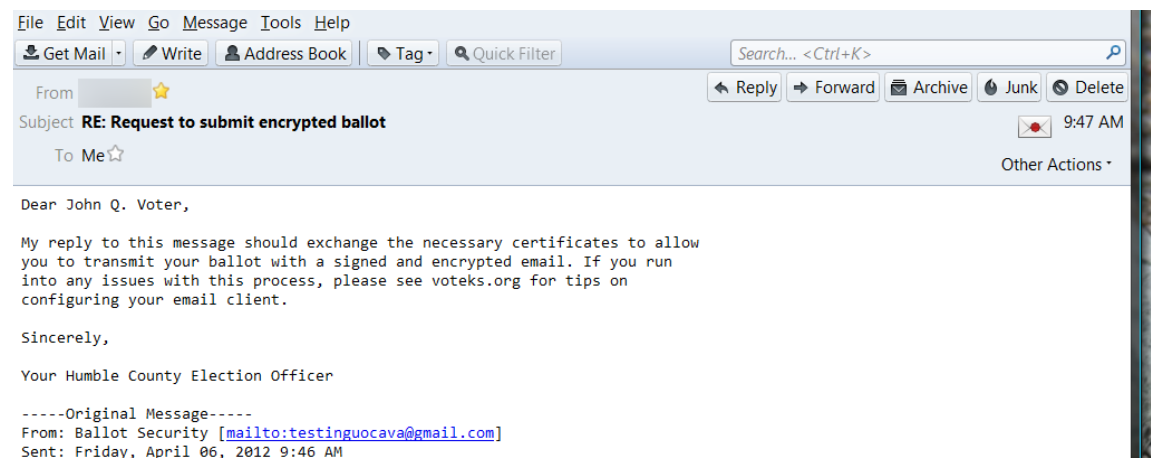 File Edit View Go Message Tools Help
Get Mail Write Address Book Tag Quick Filter Search... <Ctrl+K>
From Reply Forward Archive Junk Delete
Subject RE: Request to submit encrypted ballot 9:47 AM
To Me
Other Actions
Dear John Q. Voter,
My reply to this message should exchange the necessary certificates to allow
you to transmit your ballot with a signed and encrypted email. If you run
into any issues with this process, please see voteks.org for tips on
configuring your email client.
Sincerely,
Your Humble County Election Officer
-----Original Message-----
From: Ballot Security [mailto:testinguocava@gmail.com]
Sent: Friday, April 06, 2012 9:46 AM